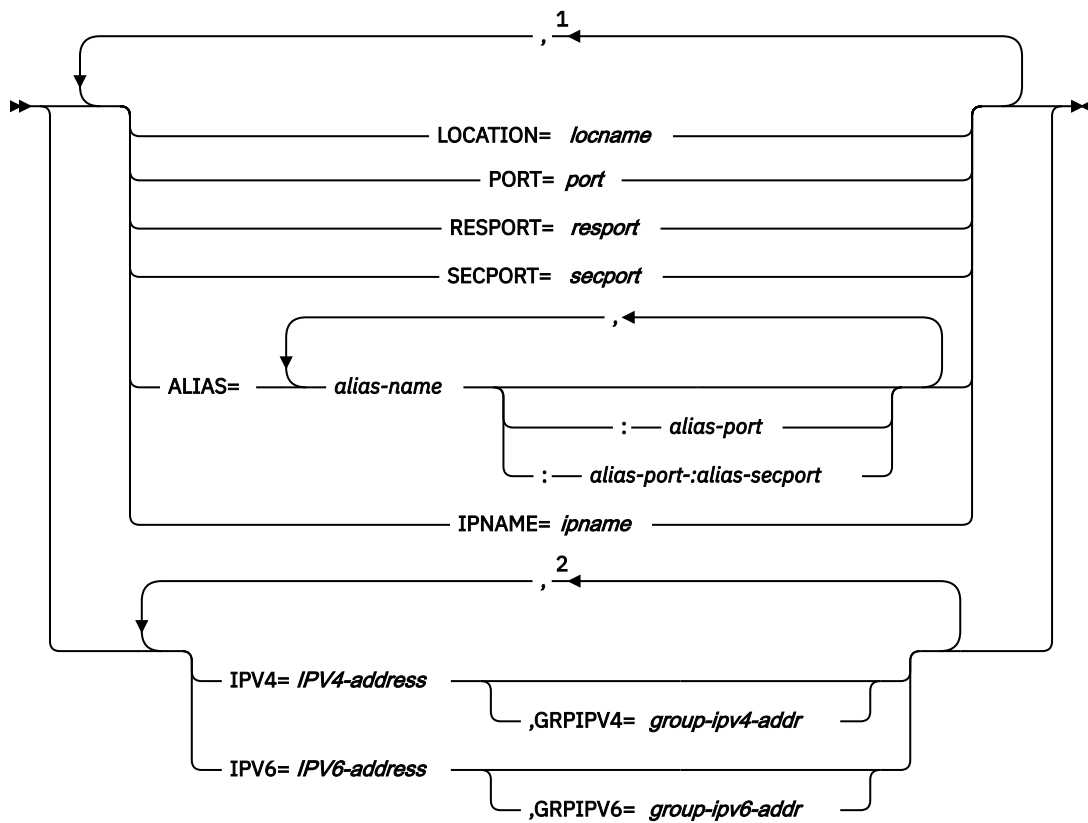 , 1
LOCATION= locname
PORT= port
RESPORT= resport
SECPORT= secport
,
ALIAS= alias-name
: alias-port
: alias-port-:alias-secport
IPNAME= ipname
, 2
IPV4= IPV4-address
,GRPIPV4= group-ipv4-addr
IPV6= IPV6-address
,GRPIPV6= group-ipv6-addr